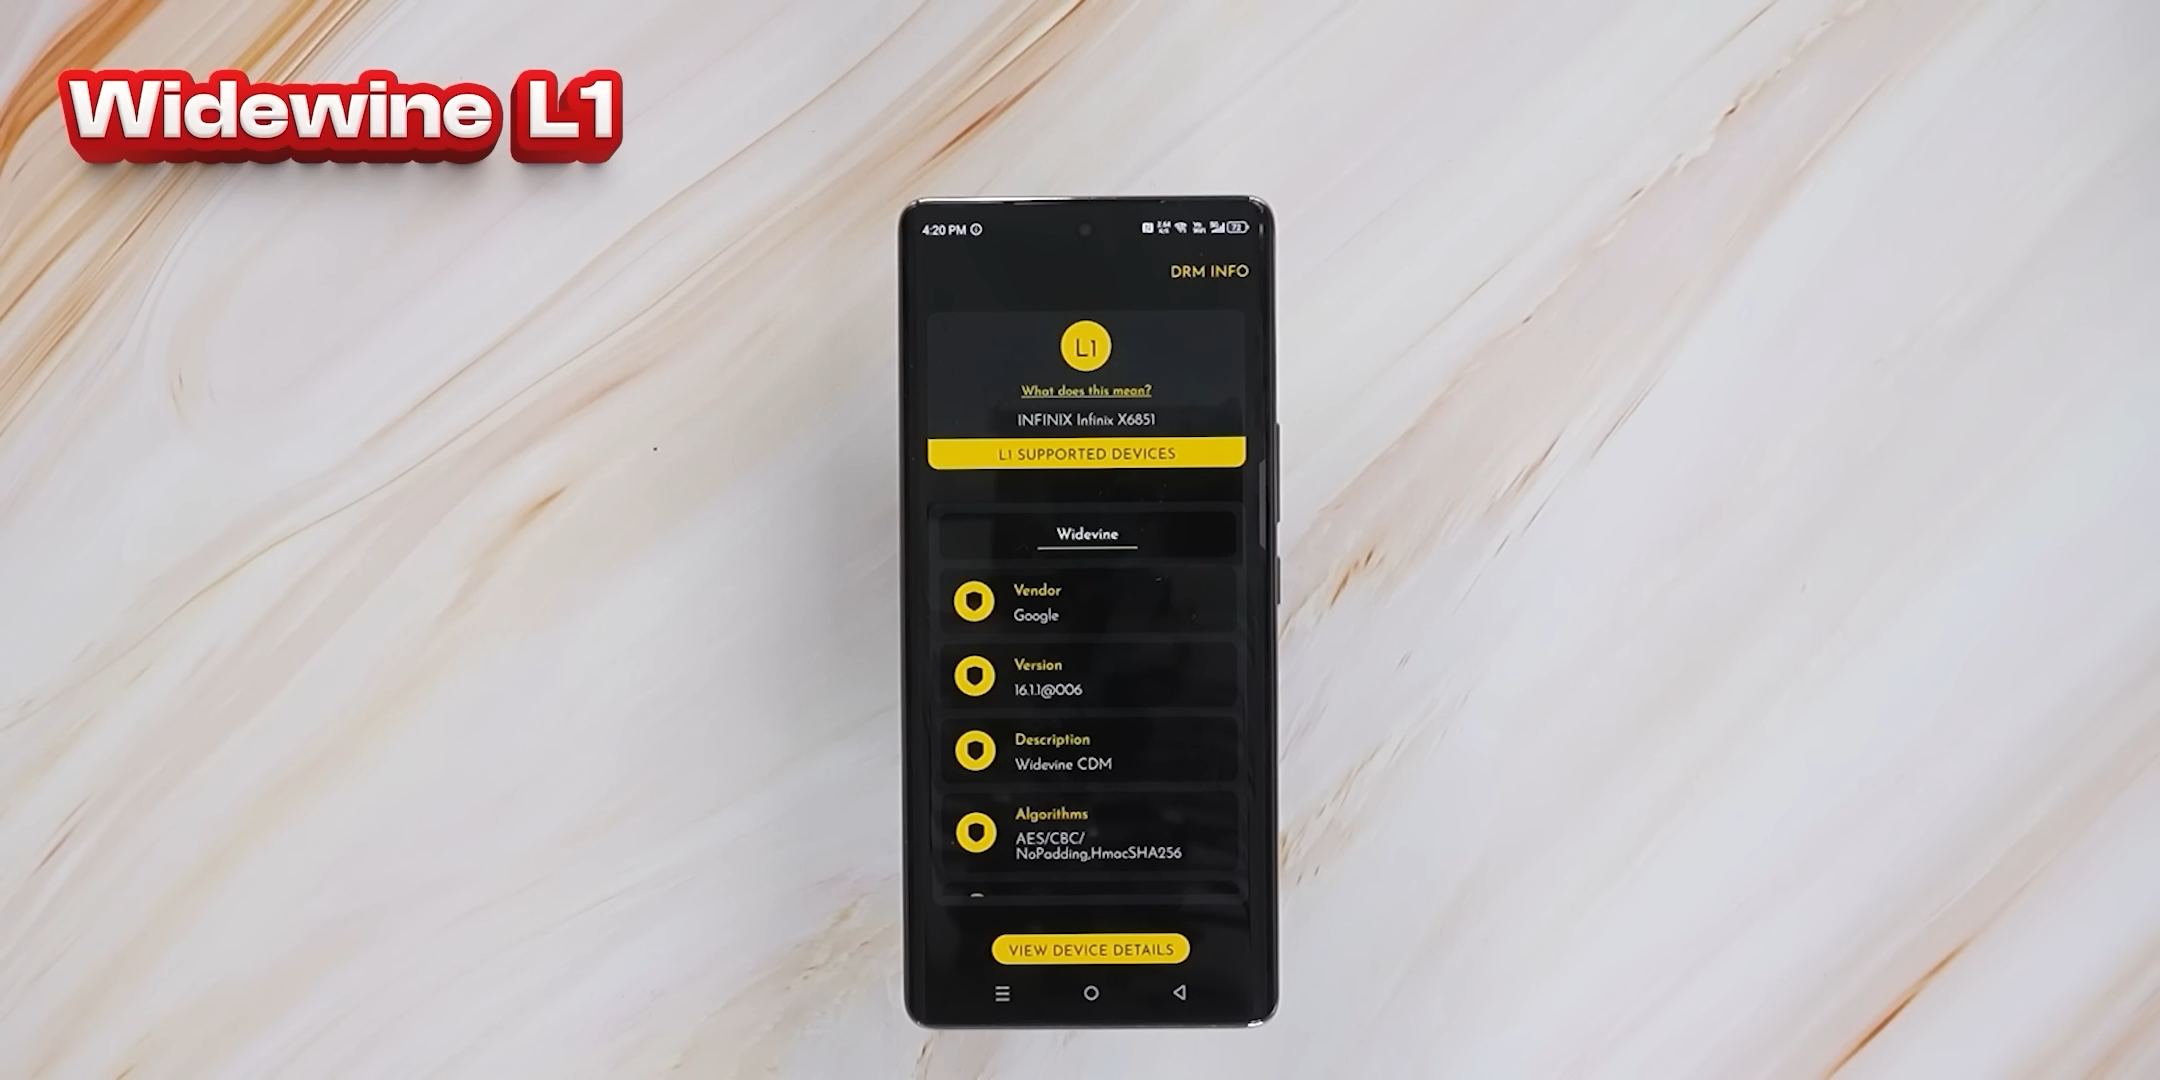 Widewine L1
4:20 PM
72
DRM INFO
L1
What does this mean?
INFINIX Infinix X6851
L1 SUPPORTED DEVICES
Widevine
Vendor
Google
Version
16.1.1@006
Description
Widevine CDM
Algorithms
AES/CBC/
NoPadding,HmacSHA256
VIEW DEVICE DETAILS